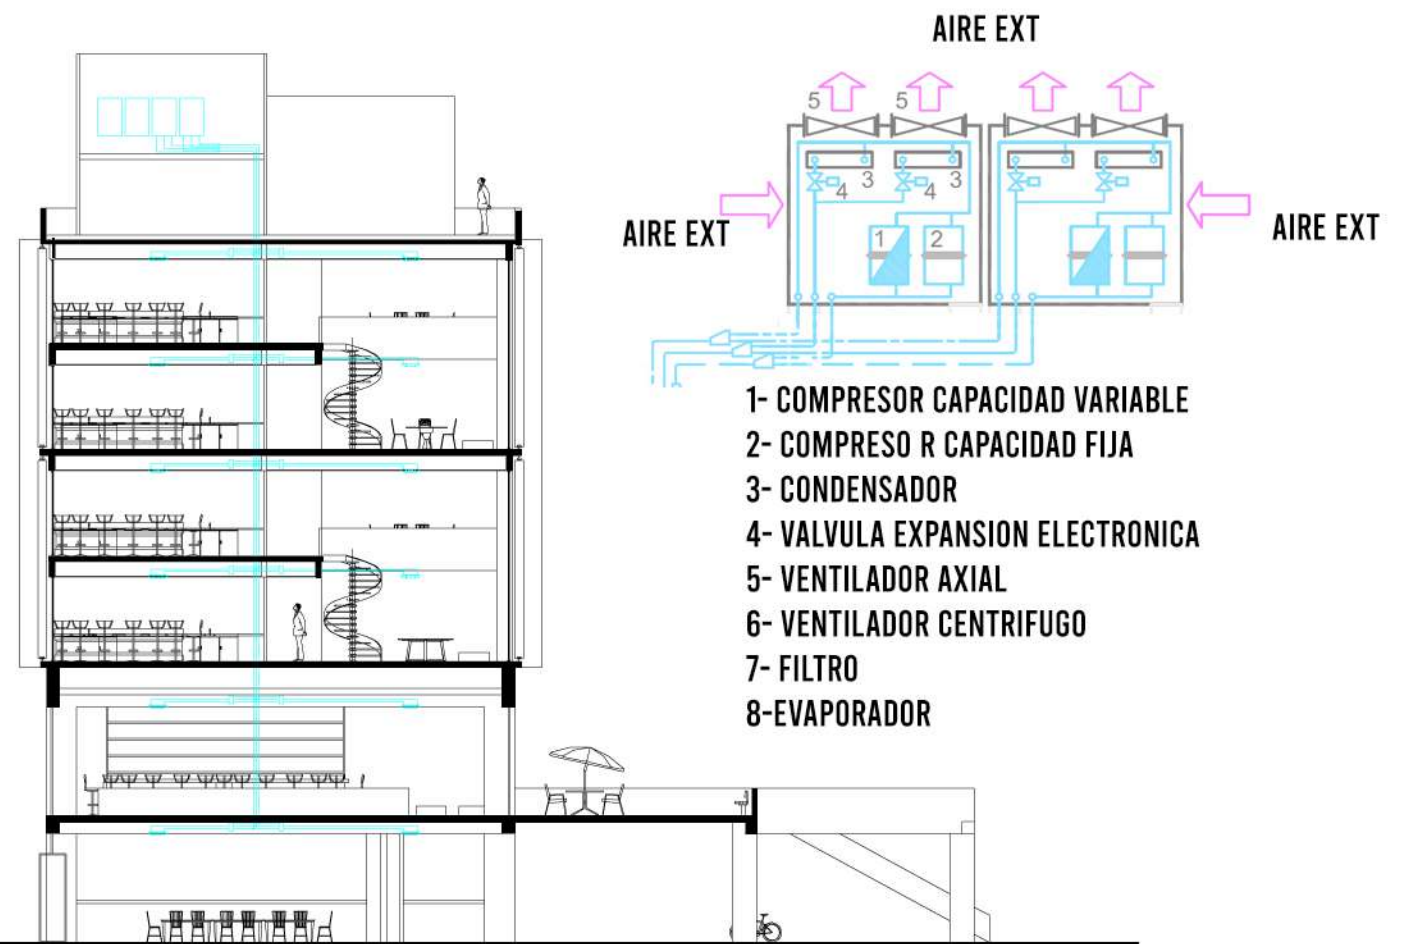 AIRE EXT
5 5
3 3
4 4
AIRE EXT
AIRE EXT
1 2
1- COMPRESOR CAPACIDAD VARIABLE
2- COMPRESO R CAPACIDAD FIJA
3- CONDENSADOR
4- VALVULA EXPANSION ELECTRONICA
5- VENTILADOR AXIAL
6- VENTILADOR CENTRIFUGO
7- FILTRO
8-EVAPORADOR